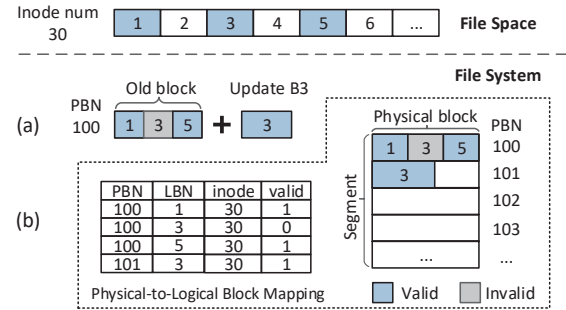 Inode num 30
1 2 3 4 5 6 ...
File Space
File System
Old block
Update B3
(a)
PBN 100
1 3 5 + 3
(b)
PBN LBN inode valid
100 1 30 1
100 3 30 0
100 5 30 1
101 3 30 1
Physical-to-Logical Block Mapping
Physical block
PBN
Segment
1 3 5 100
3 101
102
103
... ...
Valid
Invalid